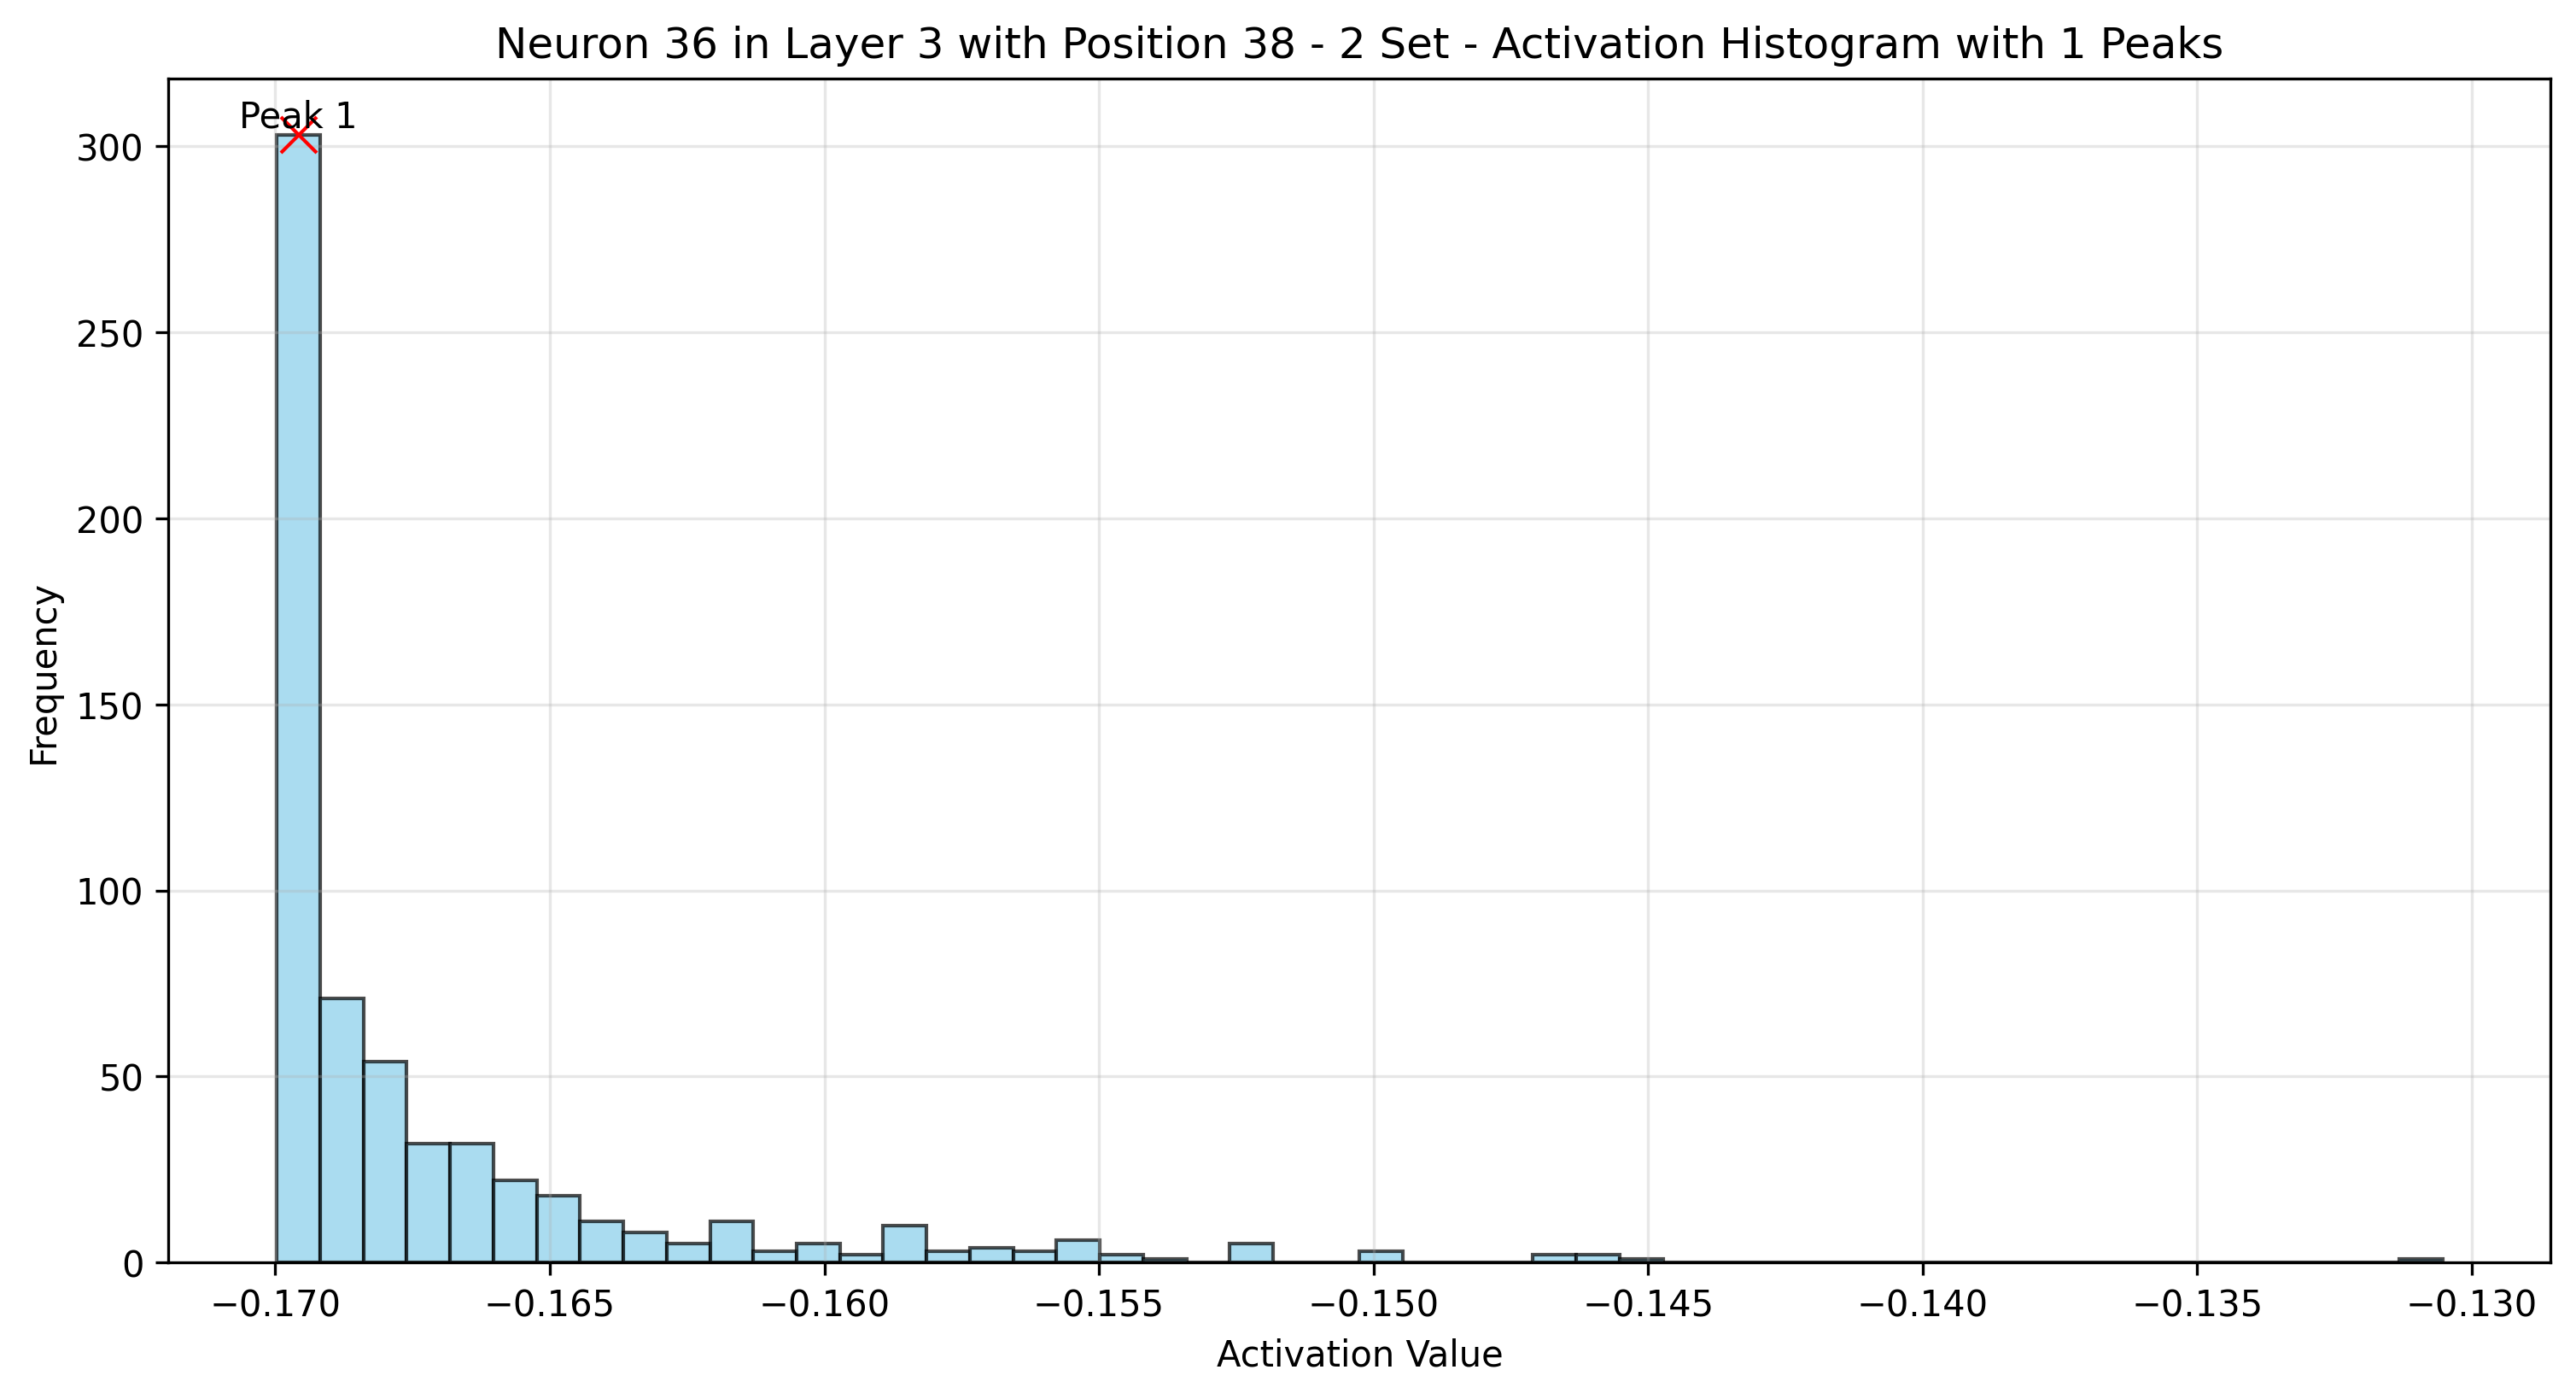 Neuron 36 in Layer 3 with Position 38 - 2 Set - Activation Histogram with 1 Peaks
Peak 1
300
250
200
150
100
50
0
Frequency
−0.170 −0.165 −0.160 −0.155 −0.150 −0.145 −0.140 −0.135 −0.130
Activation Value